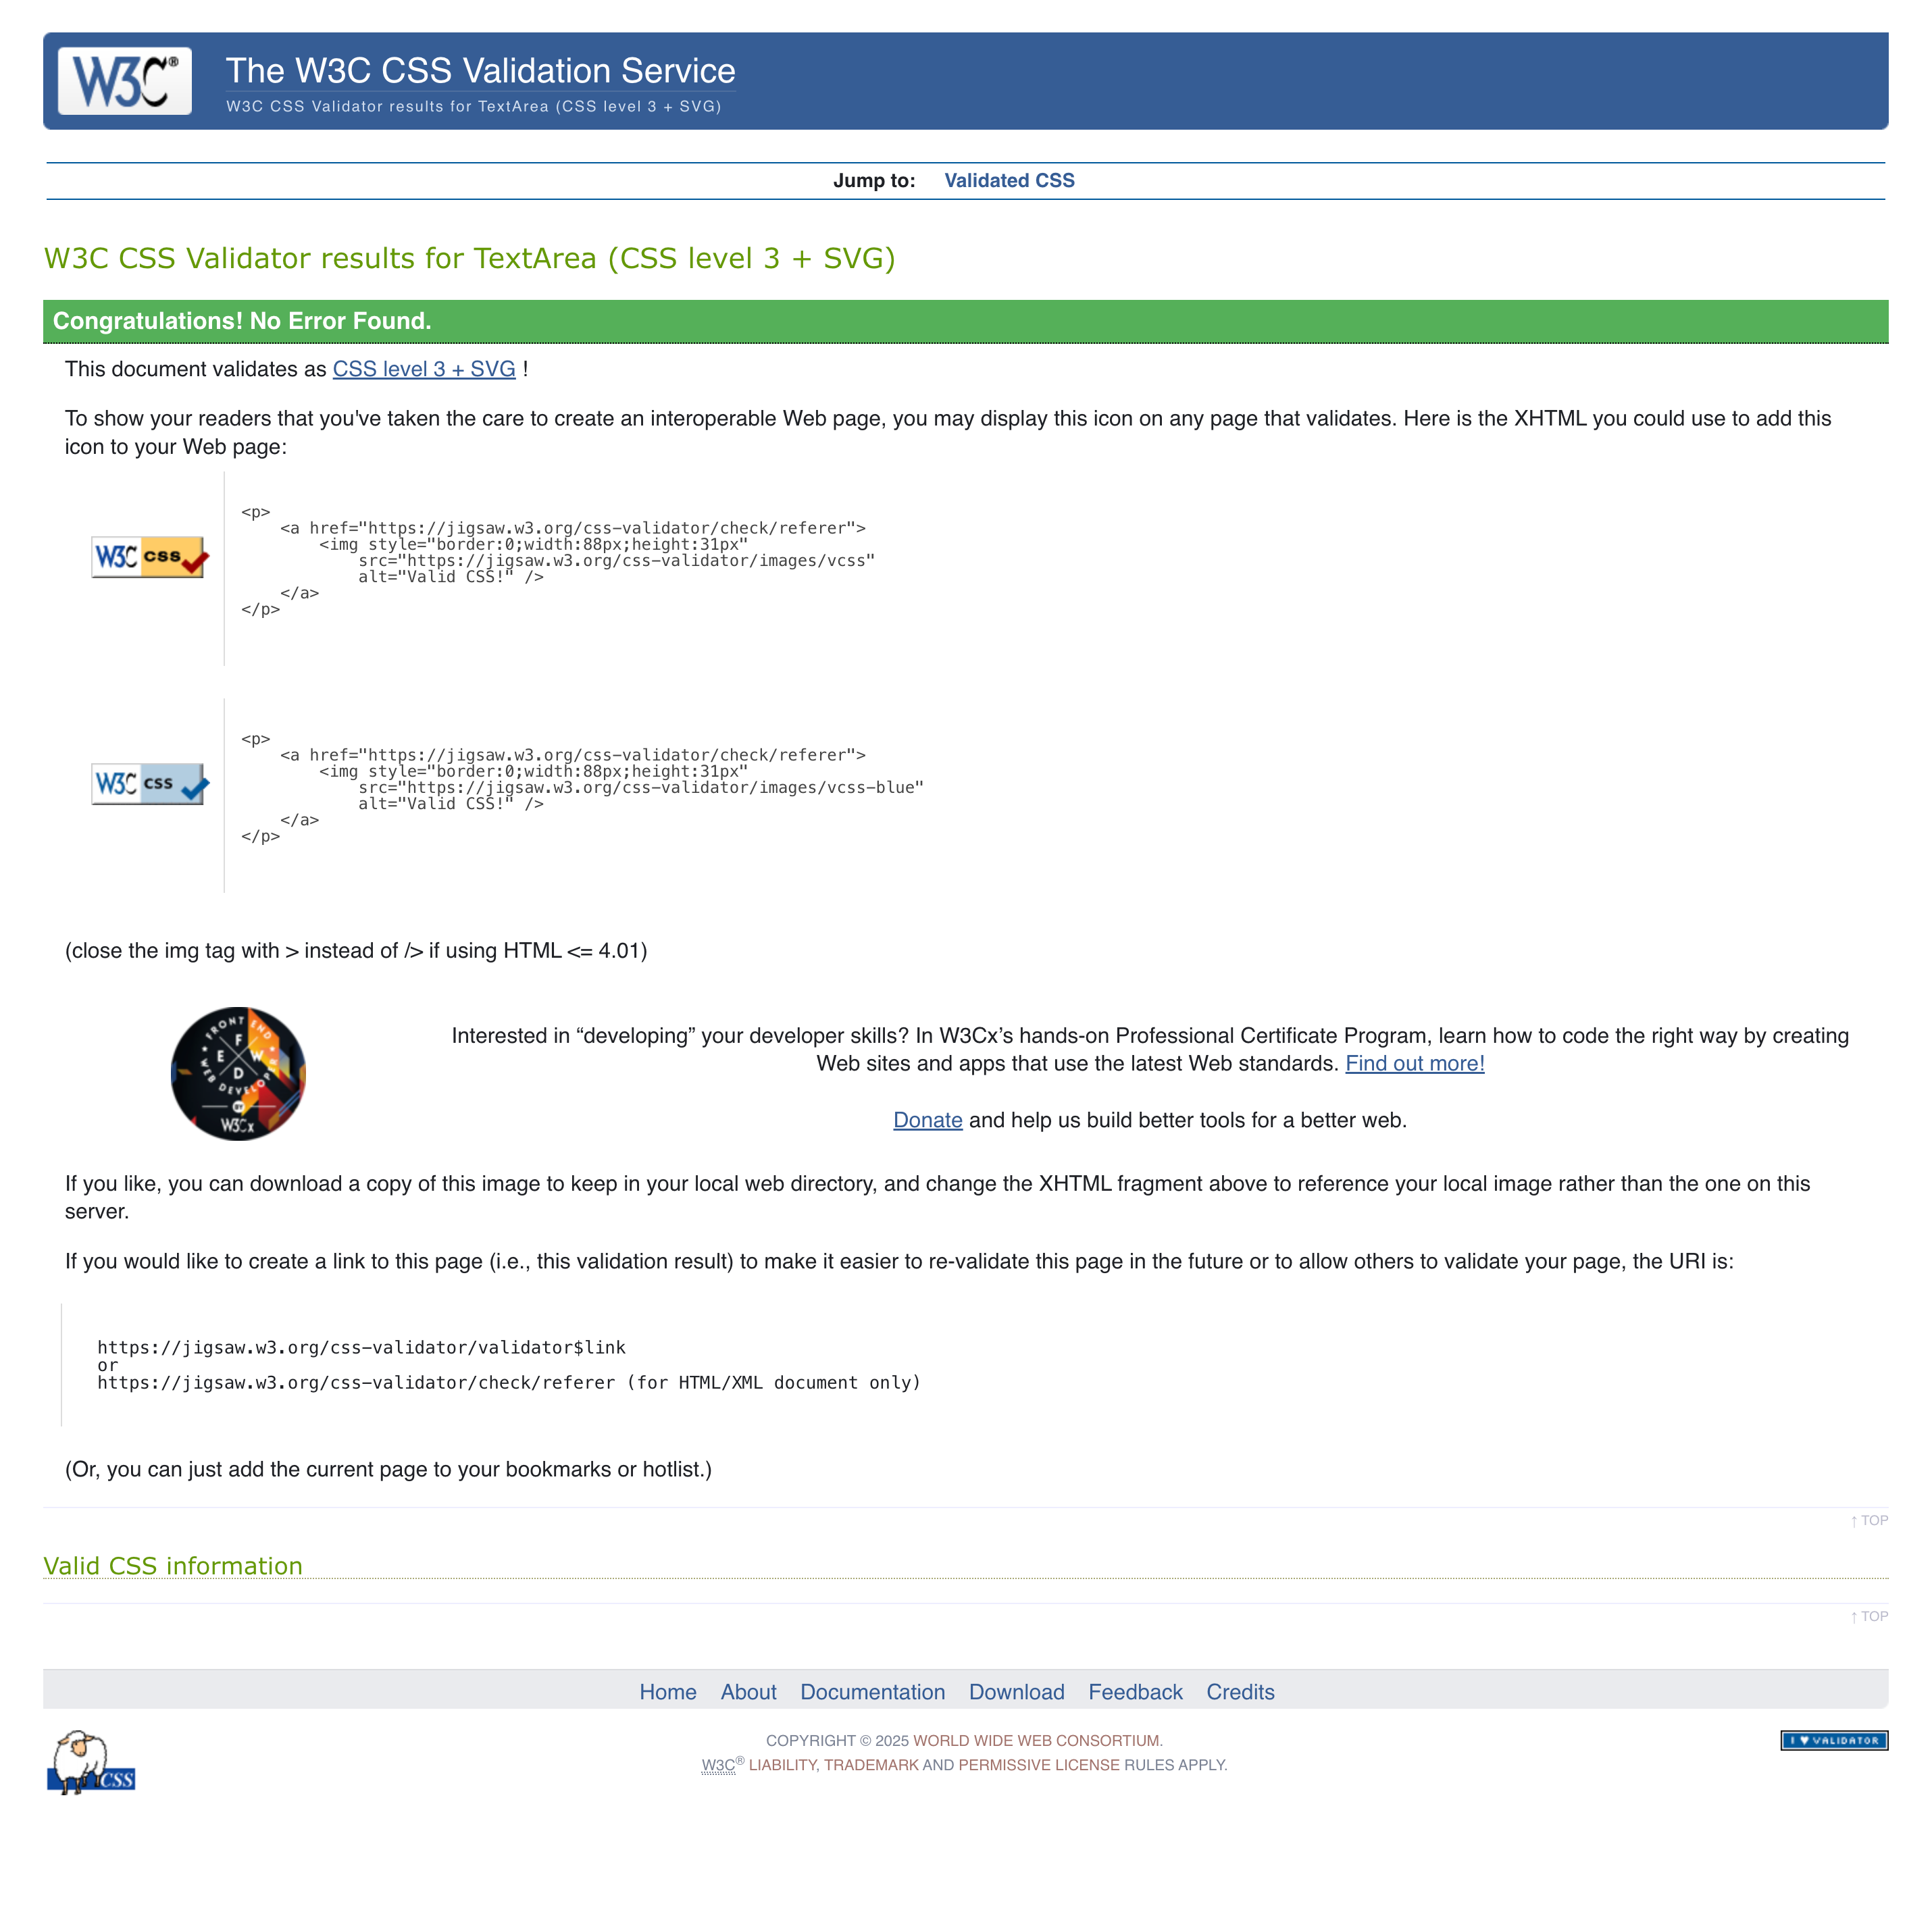 W3C®
The W3C CSS Validation Service
W3C CSS Validator results for TextArea (CSS level 3 + SVG)
Jump to: Validated CSS
W3C CSS Validator results for TextArea (CSS level 3 + SVG)
Congratulations! No Error Found.
This document validates as CSS level 3 + SVG !
To show your readers that you've taken the care to create an interoperable Web page, you may display this icon on any page that validates. Here is the XHTML you could use to add this
icon to your Web page:
W3C css
<p>
    <a href="https://jigsaw.w3.org/css-validator/check/referer">
        <img style="border:0;width:88px;height:31px"
            src="https://jigsaw.w3.org/css-validator/images/vcss"
            alt="Valid CSS!" />
    </a>
</p>
W3C css
<p>
    <a href="https://jigsaw.w3.org/css-validator/check/referer">
        <img style="border:0;width:88px;height:31px"
            src="https://jigsaw.w3.org/css-validator/images/vcss-blue"
            alt="Valid CSS!" />
    </a>
</p>
(close the img tag with > instead of /> if using HTML <= 4.01)
FRONT END
F
E W
D
WEB DEVELOPER
BY
W3Cx
Interested in “developing” your developer skills? In W3Cx’s hands-on Professional Certificate Program, learn how to code the right way by creating
Web sites and apps that use the latest Web standards. Find out more!
Donate and help us build better tools for a better web.
If you like, you can download a copy of this image to keep in your local web directory, and change the XHTML fragment above to reference your local image rather than the one on this
server.
If you would like to create a link to this page (i.e., this validation result) to make it easier to re-validate this page in the future or to allow others to validate your page, the URI is:
https://jigsaw.w3.org/css-validator/validator$link
or
https://jigsaw.w3.org/css-validator/check/referer (for HTML/XML document only)
(Or, you can just add the current page to your bookmarks or hotlist.)
↑ TOP
Valid CSS information
↑ TOP
Home About Documentation Download Feedback Credits
CSS
COPYRIGHT © 2025 WORLD WIDE WEB CONSORTIUM.
W3C® LIABILITY, TRADEMARK AND PERMISSIVE LICENSE RULES APPLY.
I ♥ VALIDATOR